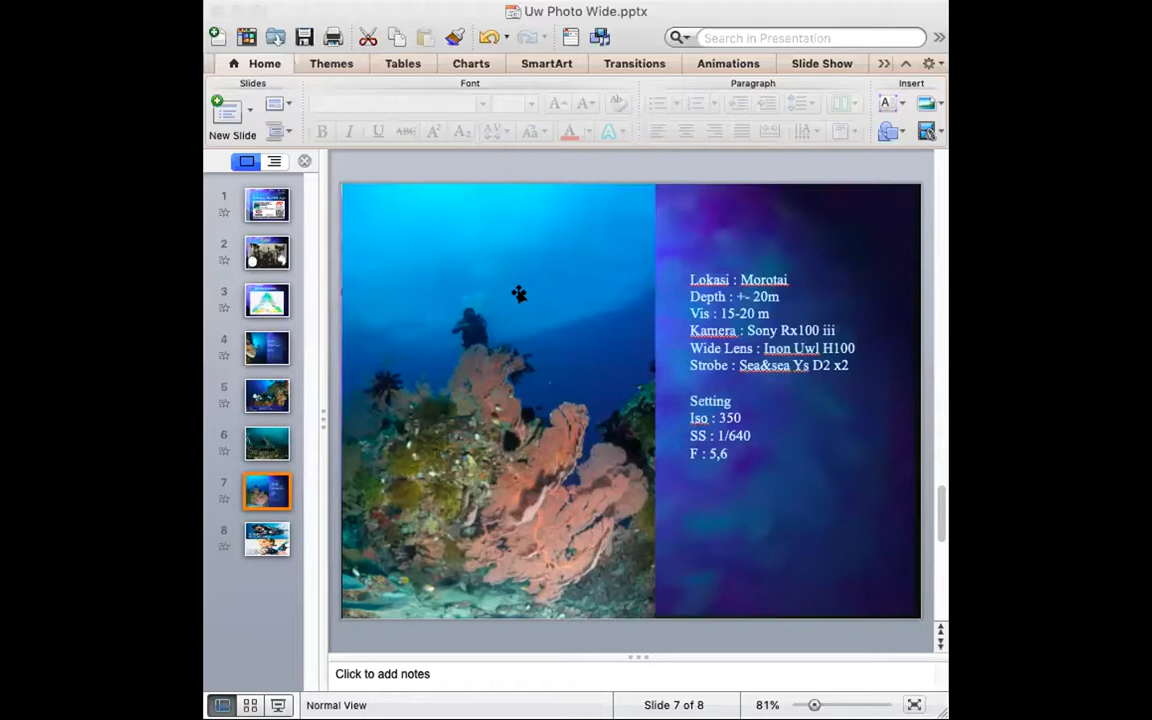 Uw Photo Wide.pptx
Search in Presentation
Home Themes Tables Charts SmartArt Transitions Animations Slide Show
Slides Font Paragraph Insert
New Slide
1
2
3
4
5
6
7
8
Lokasi : Morotai
Depth : +- 20m
Vis : 15-20 m
Kamera : Sony Rx100 iii
Wide Lens : Inon Uwl H100
Strobe : Sea&sea Ys D2 x2
Setting
Iso : 350
SS : 1/640
F : 5,6
Click to add notes
Normal View Slide 7 of 8 81%